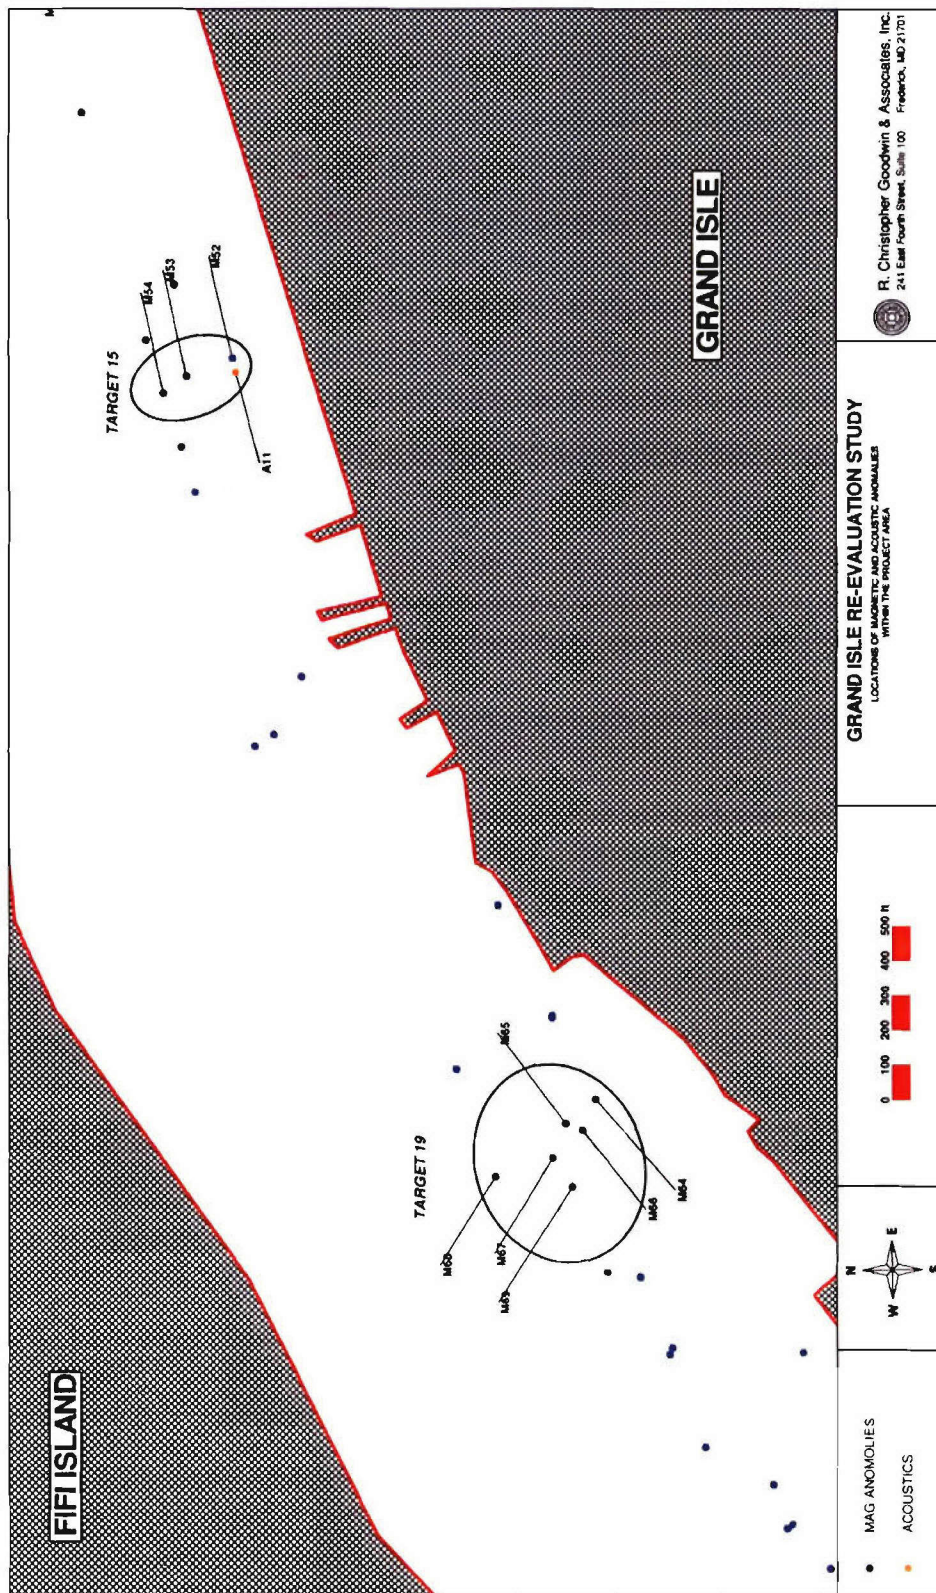 FIFI ISLAND
TARGET 19
M65
M67
M69
M66
M64
TARGET 15
M54
M53
M52
A11
GRAND ISLE
MAG ANOMOLIES
ACOUSTICS
N
W
E
S
0 100 200 300 400 500 ft
GRAND ISLE RE-EVALUATION STUDY
LOCATIONS OF MAGNETIC AND ACOUSTIC ANOMALIES
WITHIN THE PROJECT AREA
R. Christopher Goodwin & Associates, Inc.
241 East Fourth Street, Suite 100 Frederick, MD 21701